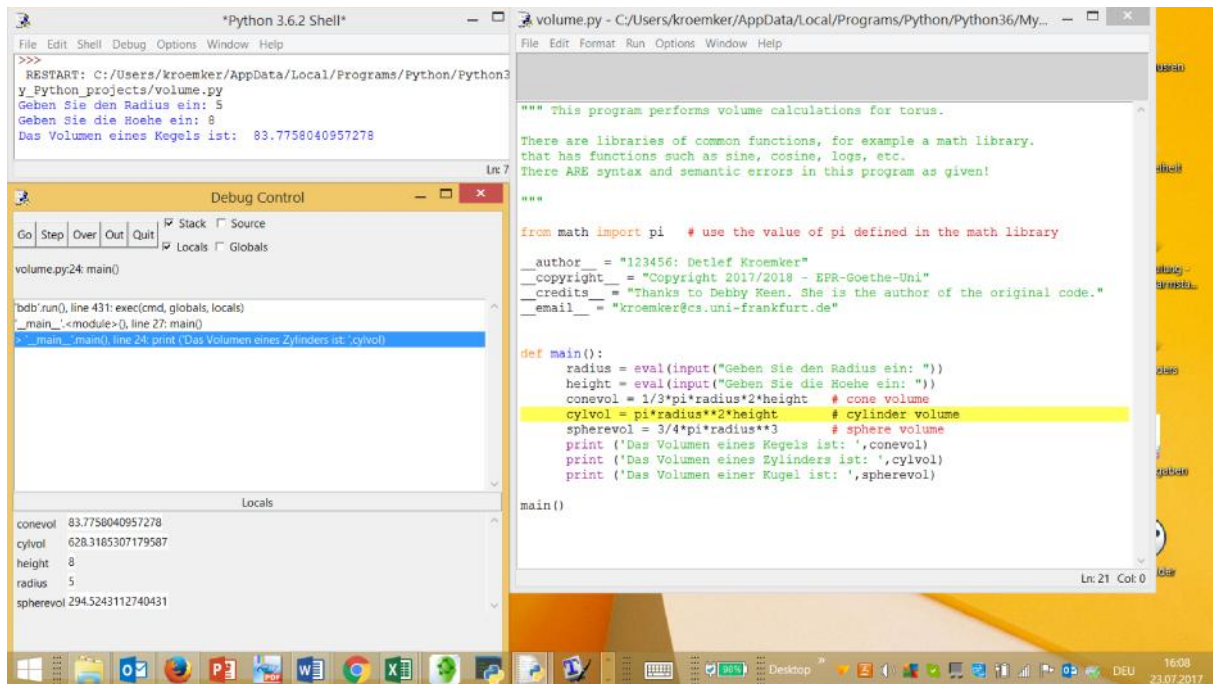 *Python 3.6.2 Shell*
File Edit Shell Debug Options Window Help
>>>
RESTART: C:/Users/kroemker/AppData/Local/Programs/Python/Python3
y_Python_projects/volume.py
Geben Sie den Radius ein: 5
Geben Sie die Hoehe ein: 8
Das Volumen eines Kegels ist:  83.7758040957278
Ln: 7
Debug Control
Go Step Over Out Quit
Stack Source
Locals Globals
volume.py:24: main()
'bdb'.run(), line 431: exec(cmd, globals, locals)
'__main__'.<module>(), line 27: main()
> '__main__'.main(), line 24: print ('Das Volumen eines Zylinders ist: ',cylvol)
Locals
conevol 83.7758040957278
cylvol 628.3185307179587
height 8
radius 5
spherevol 294.5243112740431
volume.py - C:/Users/kroemker/AppData/Local/Programs/Python/Python36/My...
File Edit Format Run Options Window Help
""" This program performs volume calculations for torus.
There are libraries of common functions, for example a math library.
that has functions such as sine, cosine, logs, etc.
There ARE syntax and semantic errors in this program as given!
"""
from math import pi   # use the value of pi defined in the math library
__author__ = "123456: Detlef Kroemker"
__copyright__ = "Copyright 2017/2018 - EPR-Goethe-Uni"
__credits__ = "Thanks to Debby Keen. She is the author of the original code."
__email__ = "kroemker@cs.uni-frankfurt.de"
def main():
radius = eval(input("Geben Sie den Radius ein: "))
height = eval(input("Geben Sie die Hoehe ein: "))
conevol = 1/3*pi*radius*2*height   # cone volume
cylvol = pi*radius**2*height   # cylinder volume
spherevol = 3/4*pi*radius**3   # sphere volume
print ('Das Volumen eines Kegels ist: ',conevol)
print ('Das Volumen eines Zylinders ist: ',cylvol)
print ('Das Volumen einer Kugel ist: ',spherevol)
main()
Ln: 21 Col: 0
98%
Desktop
DEU
16:08
23.07.2017